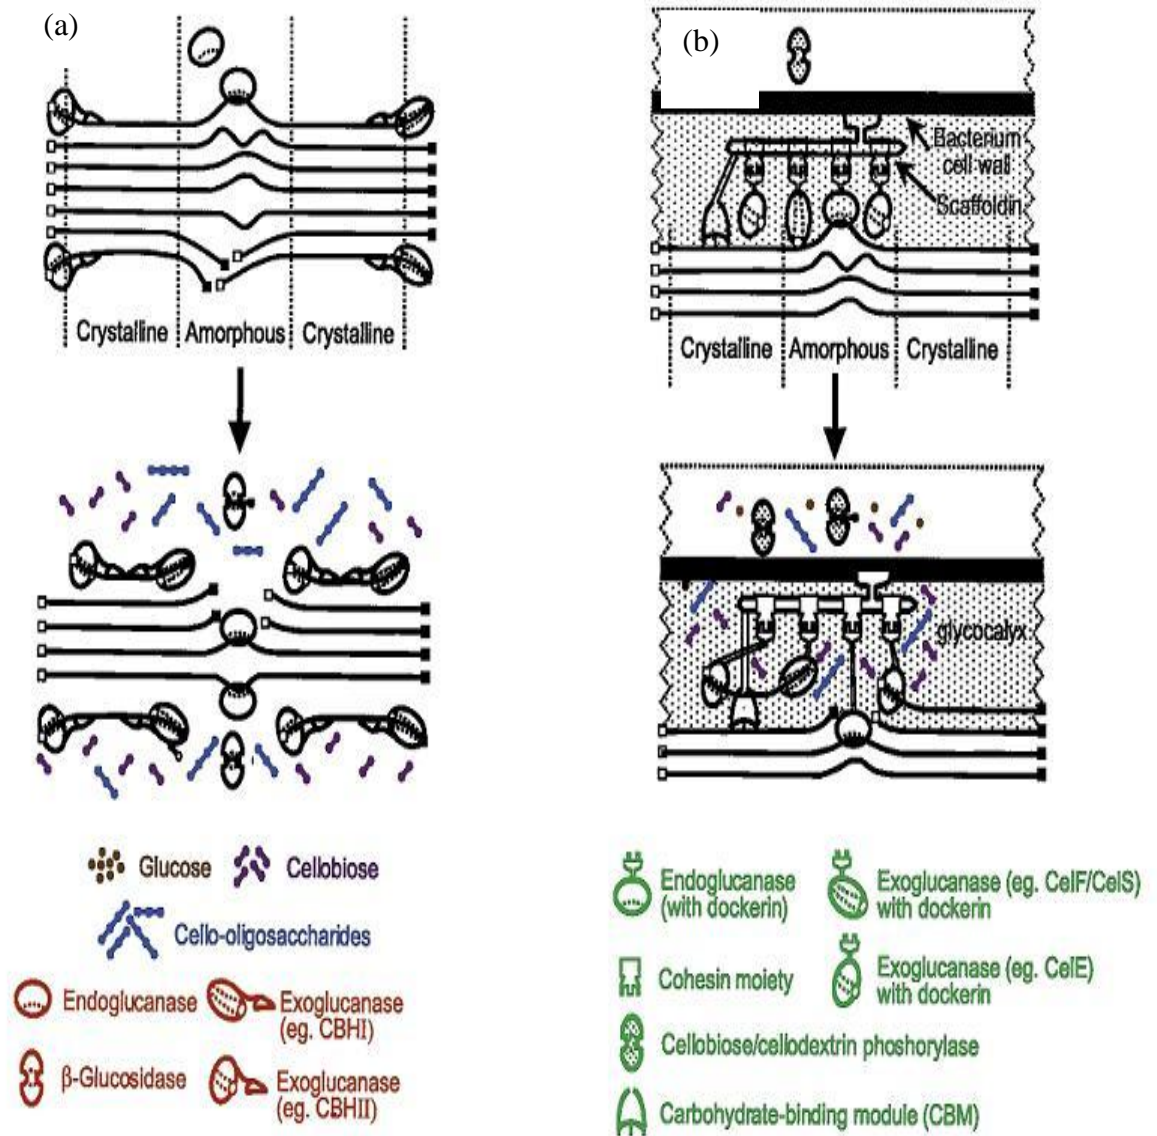 (a)
Crystalline Amorphous Crystalline
(b)
Bacterium
cell wall
Scaffoldin
Crystalline Amorphous Crystalline
glycocalyx
Glucose
Cellobiose
Cello-oligosaccharides
Endoglucanase
Exoglucanase
(eg. CBHI)
β-Glucosidase
Exoglucanase
(eg. CBHII)
Endoglucanase
(with dockerin)
Exoglucanase (eg. CelF/CelS)
with dockerin
Cohesin moiety
Exoglucanase (eg. CelE)
with dockerin
Cellobiose/cellodextrin phoshorylase
Carbohydrate-binding module (CBM)